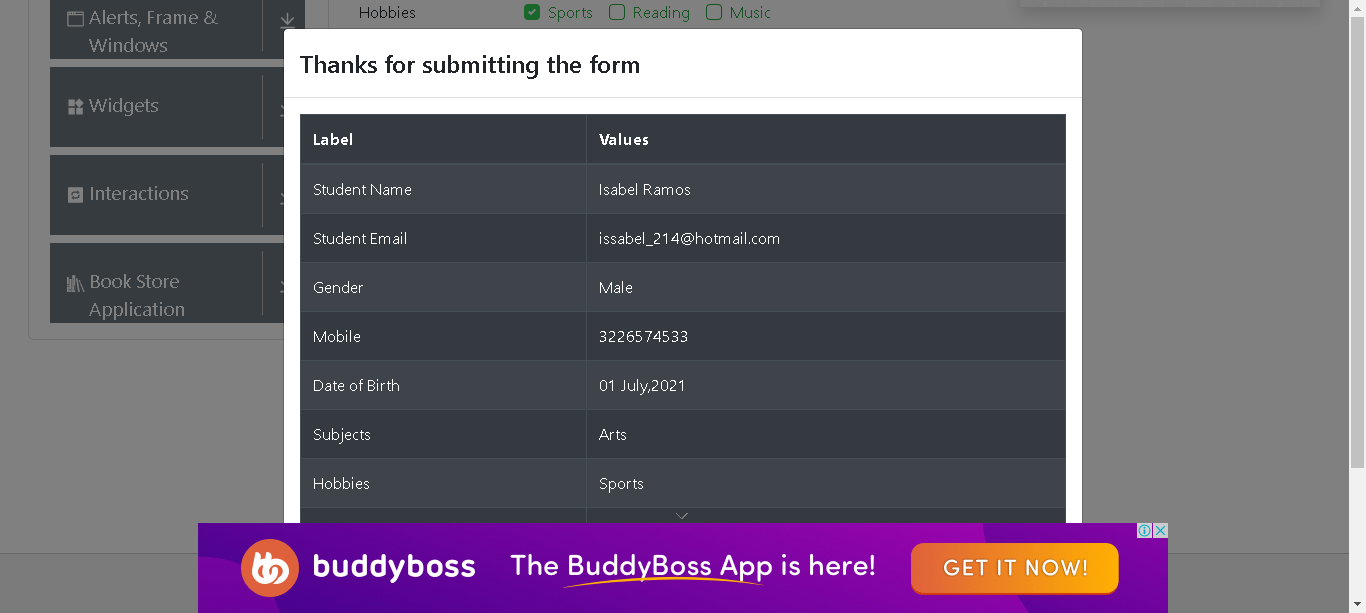 Alerts, Frame &
Windows
Hobbies Sports Reading Music
Thanks for submitting the form
Widgets
Interactions
Book Store
Application
Label Values
Student Name Isabel Ramos
Student Email issabel_214@hotmail.com
Gender Male
Mobile 3226574533
Date of Birth 01 July,2021
Subjects Arts
Hobbies Sports
buddyboss The BuddyBoss App is here! GET IT NOW!